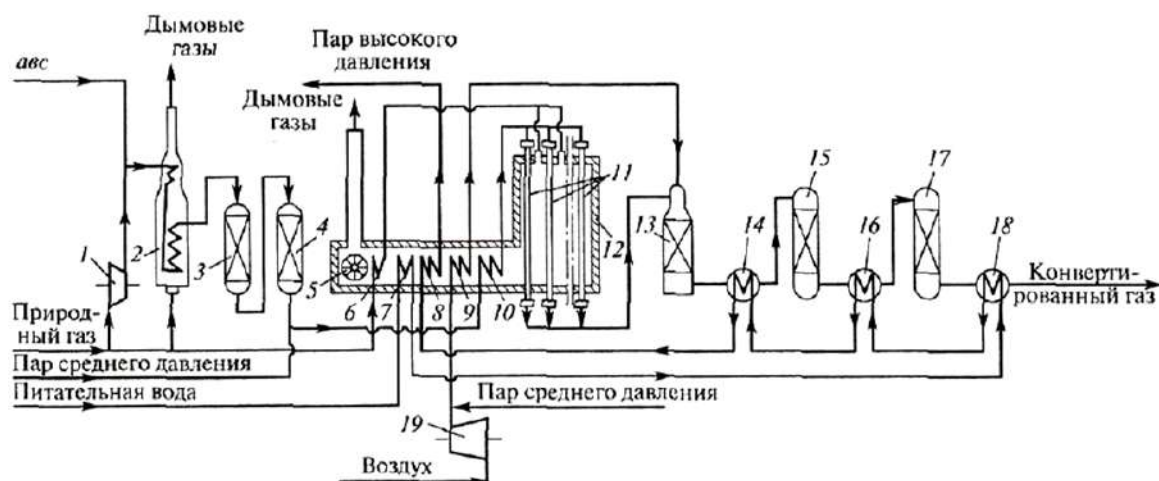 Дымовые
газы
авс
Пар высокого
давления
Дымовые
газы
1
2
3
4
5
6
7
8
9
10
11
12
13
14
15
16
17
18
Конверти-
рованный газ
Природ-
ный газ
Пар среднего давления
Питательная вода
Пар среднего давления
19
Воздух